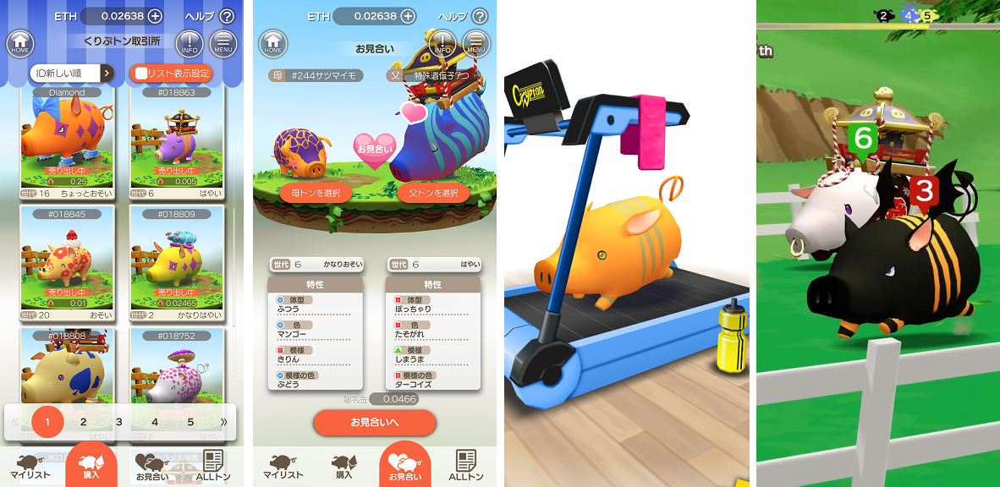 ETH 0.02638 + ヘルプ ?
HOME
くりぷトン取引所
! INFO
MENU
ID新しい順 >
リスト表示設定
Diamond
#018863
売り出し中
0.25
世代 16 ちょっとおそい
売り出し中
0.005
世代 6 はやい
#018845
#018809
売り出し中
0.01
世代 20 おそい
売り出し中
0.02465
世代 2 かなりはやい
#018808
#018752
« 1 2 3 4 5 »
マイリスト
購入
お見合い
ALLトン
ETH 0.02638 + ヘルプ ?
HOME
お見合い
! INFO
MENU
母 #244サツマイモ
父 特殊遺伝子7つ
お見合い
母トンを選択
父トンを選択
世代 6 かなりおそい
特性
体型
ふつう
色
マンゴー
模様
きりん
模様の色
ぶどう
世代 6 はやい
特性
体型
ぽっちゃり
色
たそがれ
模様
しまうま
模様の色
ターコイズ
謝礼金 0.0466
お見合いへ
マイリスト
購入
お見合い
ALLトン
Crypton
2 4 5
th
6
3